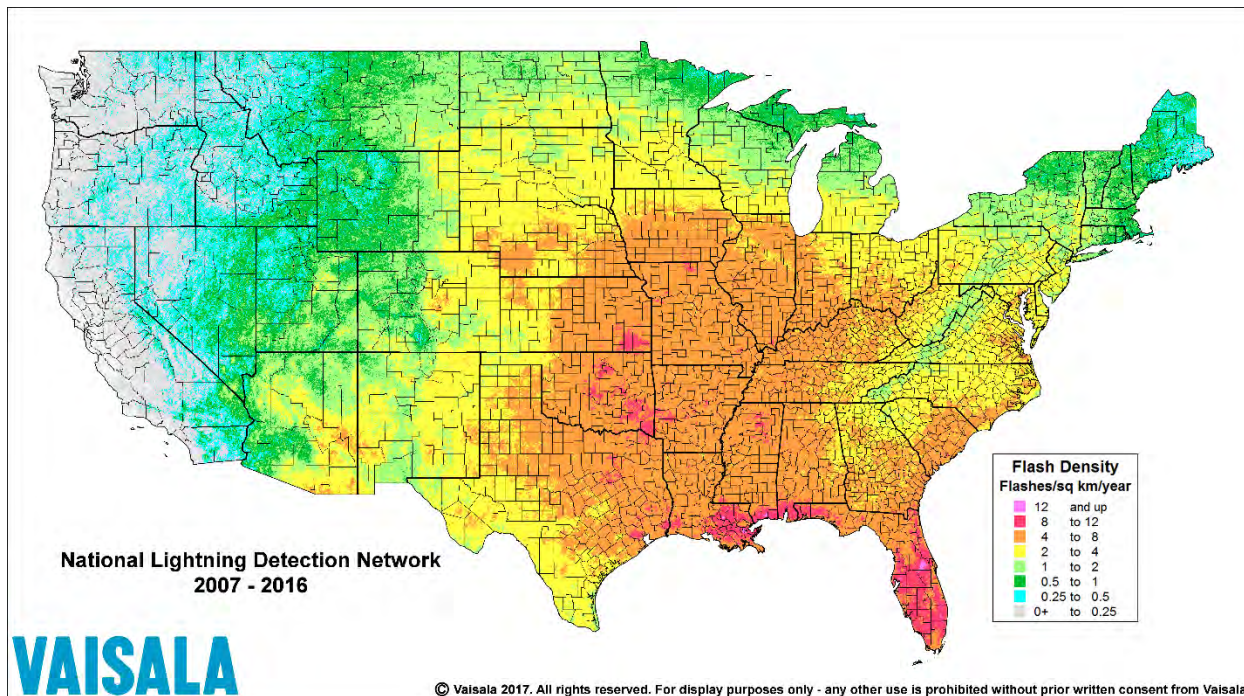 National Lightning Detection Network
2007 - 2016
Flash Density
Flashes/sq km/year
12 and up
8 to 12
4 to 8
2 to 4
1 to 2
0.5 to 1
0.25 to 0.5
0+ to 0.25
VAISALA
© Vaisala 2017. All rights reserved. For display purposes only - any other use is prohibited without prior written consent from Vaisala